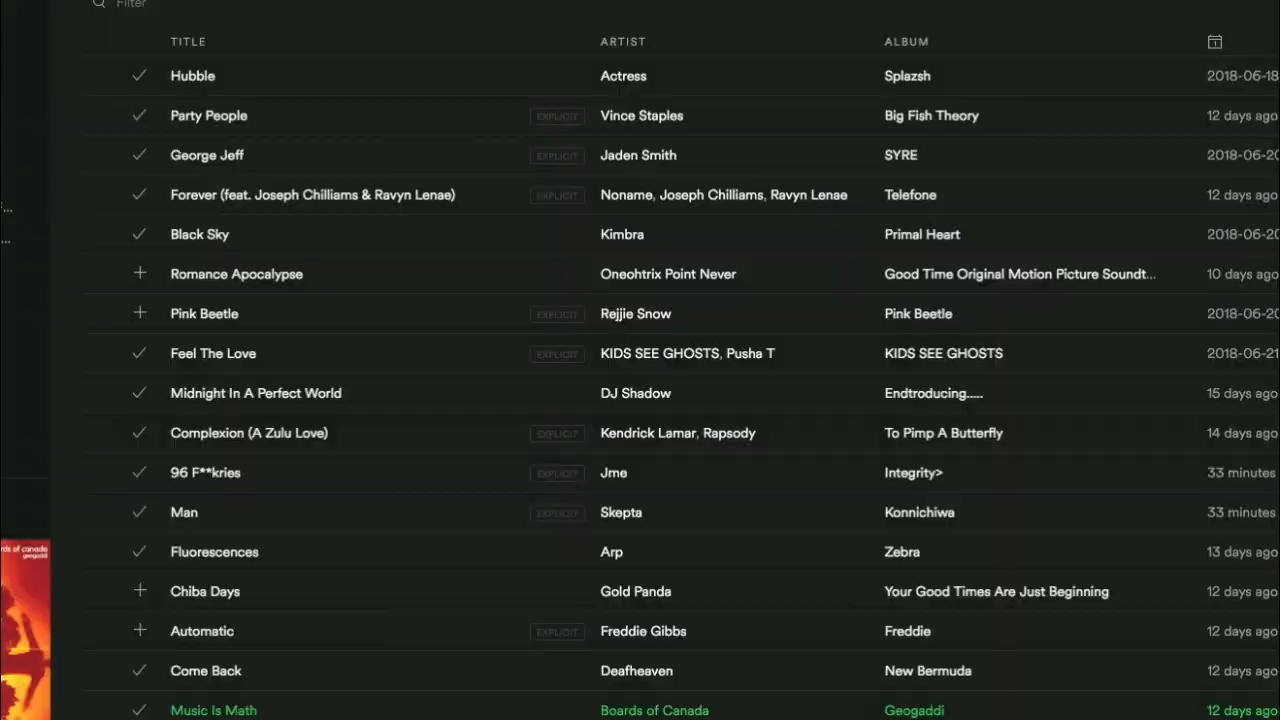 Filter
TITLE ARTIST ALBUM
Hubble Actress Splazsh 2018-06-18
Party People EXPLICIT Vince Staples Big Fish Theory 12 days ago
George Jeff EXPLICIT Jaden Smith SYRE 2018-06-20
Forever (feat. Joseph Chilliams & Ravyn Lenae) EXPLICIT Noname, Joseph Chilliams, Ravyn Lenae Telefone 12 days ago
...
Black Sky Kimbra Primal Heart 2018-06-20
...
Romance Apocalypse Oneohtrix Point Never Good Time Original Motion Picture Soundt... 10 days ago
Pink Beetle EXPLICIT Rejjie Snow Pink Beetle 2018-06-20
Feel The Love EXPLICIT KIDS SEE GHOSTS, Pusha T KIDS SEE GHOSTS 2018-06-21
Midnight In A Perfect World DJ Shadow Endtroducing..... 15 days ago
Complexion (A Zulu Love) EXPLICIT Kendrick Lamar, Rapsody To Pimp A Butterfly 14 days ago
96 F**kries EXPLICIT Jme Integrity> 33 minutes
Man EXPLICIT Skepta Konnichiwa 33 minutes
rds of canada
geogaddi
Fluorescences Arp Zebra 13 days ago
Chiba Days Gold Panda Your Good Times Are Just Beginning 12 days ago
Automatic EXPLICIT Freddie Gibbs Freddie 12 days ago
Come Back Deafheaven New Bermuda 12 days ago
Music Is Math Boards of Canada Geogaddi 12 days ago